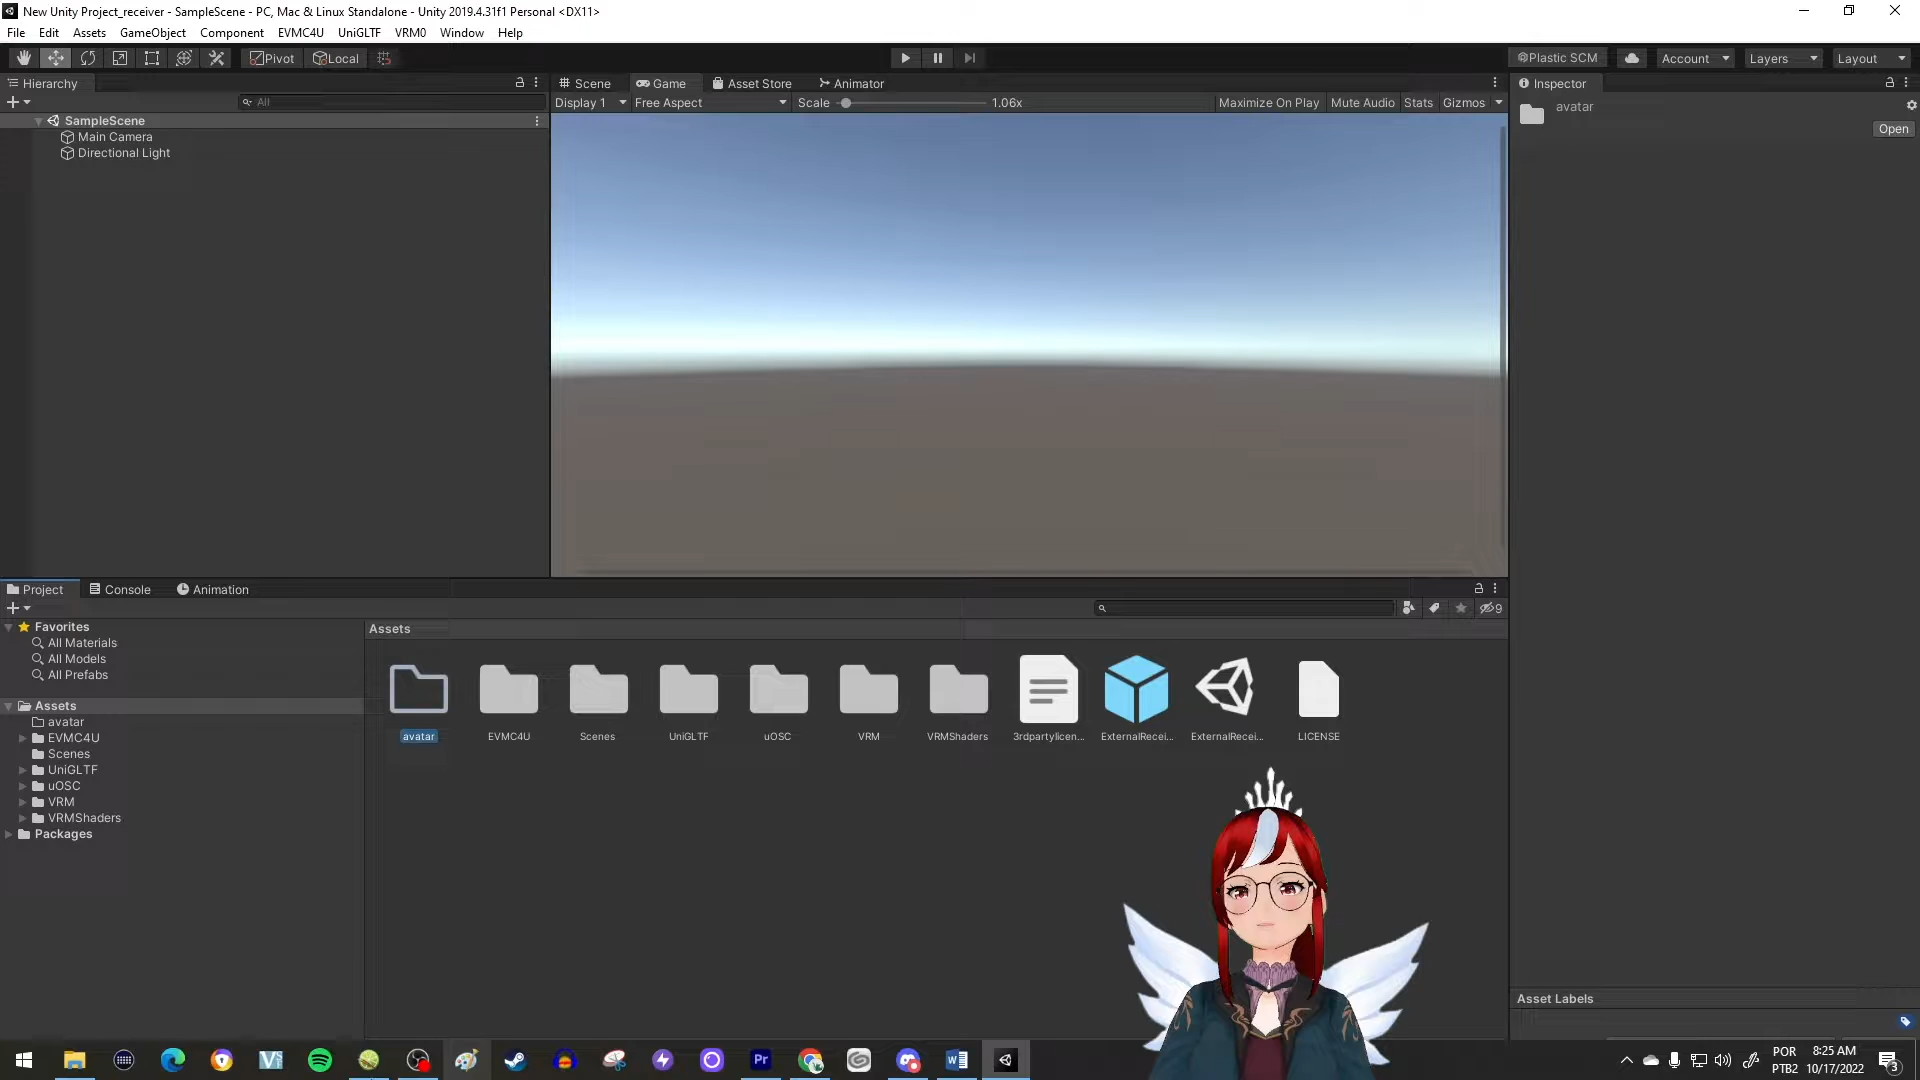 New Unity Project_receiver - SampleScene - PC, Mac & Linux Standalone - Unity 2019.4.31f1 Personal <DX11>
File Edit Assets GameObject Component EVMC4U UniGLTF VRM0 Window Help
Pivot Local Plastic SCM Account Layers Layout
Hierarchy Scene Game Asset Store Animator Inspector
All Display 1 Free Aspect Scale 1.06x Maximize On Play Mute Audio Stats Gizmos avatar
Open
SampleScene
Main Camera
Directional Light
Project Console Animation
9
Favorites Assets
All Materials
All Models
All Prefabs
Assets
avatar
EVMC4U
Scenes
UniGLTF
uOSC
VRM
VRMShaders
Packages
avatar EVMC4U Scenes UniGLTF uOSC VRM VRMShaders 3rdpartylicen... ExternalRecei... ExternalRecei... LICENSE
Asset Labels
Pr
POR 8:25 AM
PTB2 10/17/2022 3